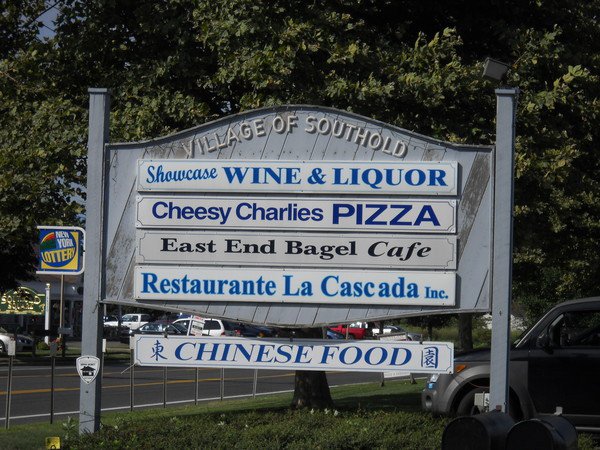 VILLAGE OF SOUTHOLD
Showcase WINE & LIQUOR
Cheesy Charlies PIZZA
East End Bagel Cafe
Restaurante La Cascada Inc.
東 CHINESE FOOD 園
NEW YORK
LOTTERY